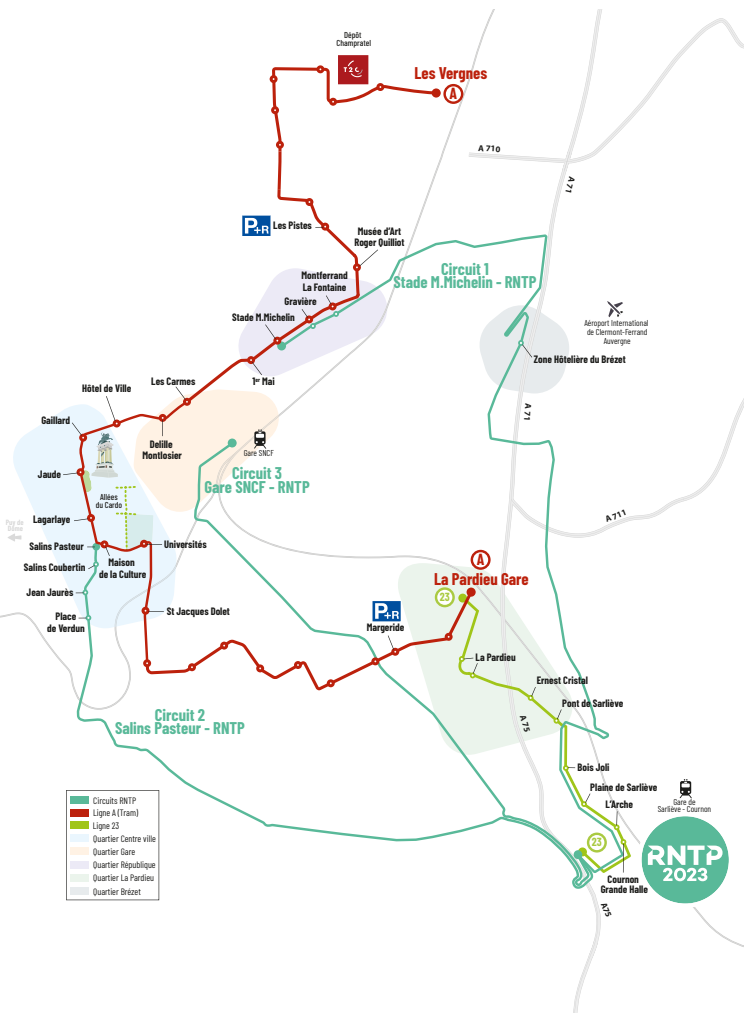 Dépôt
Champratel
T2C
Les Vergnes
A
A 710
A 71
P+R
Les Pistes
Musée d'Art
Roger Quilliot
Circuit 1
Stade M.Michelin - RNTP
Montferrand
La Fontaine
Gravière
Stade M.Michelin
1er Mai
Aéroport International
de Clermont-Ferrand
Auvergne
Zone Hôtelière du Brézet
Les Carmes
Hôtel de Ville
Gaillard
Delille
Montlosier
Gare SNCF
A 71
Circuit 3
Gare SNCF - RNTP
Jaude
Allées
du Cardo
Lagarlaye
A 711
Puy de
Dôme
Salins Pasteur
Universités
Maison
de la Culture
Salins Coubertin
A
La Pardieu Gare
Jean Jaurès
23
P+R
St Jacques Dolet
Place
de Verdun
Margeride
La Pardieu
Ernest Cristal
Pont de Sarliève
Circuit 2
Salins Pasteur - RNTP
A75
Bois Joli
Plaine de Sarliève
L'Arche
Gare de
Sarliève - Cournon
Circuits RNTP
Ligne A (Tram)
Ligne 23
Quartier Centre ville
Quartier Gare
Quartier République
Quartier La Pardieu
Quartier Brézet
23
RNTP
2023
Cournon
Grande Halle
A75